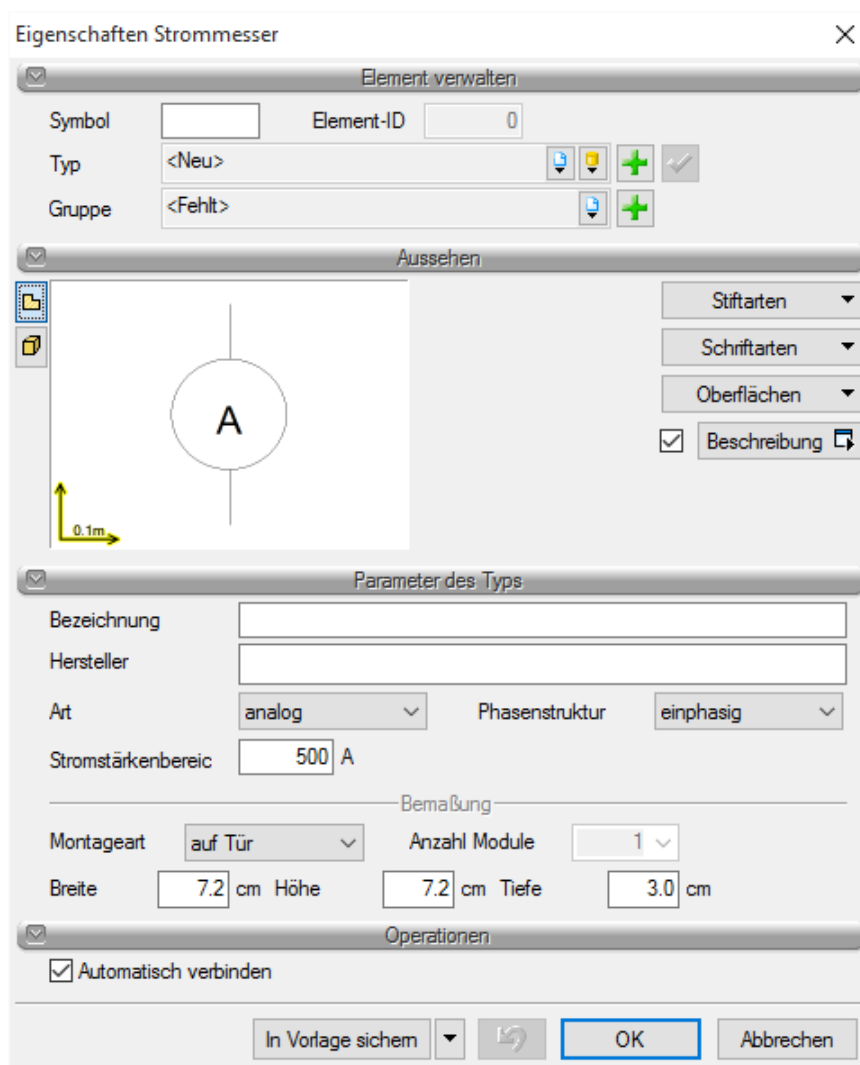 Eigenschaften Strommesser
Element verwalten
Symbol Element-ID 0
Typ <Neu>
Gruppe <Fehlt>
Aussehen
Stiftarten
Schriftarten
Oberflächen
Beschreibung
A
0.1m
Parameter des Typs
Bezeichnung
Hersteller
Art analog Phasenstruktur einphasig
Stromstärkenbereic 500 A
Bemaßung
Montageart auf Tür Anzahl Module 1
Breite 7.2 cm Höhe 7.2 cm Tiefe 3.0 cm
Operationen
Automatisch verbinden
In Vorlage sichern OK Abbrechen